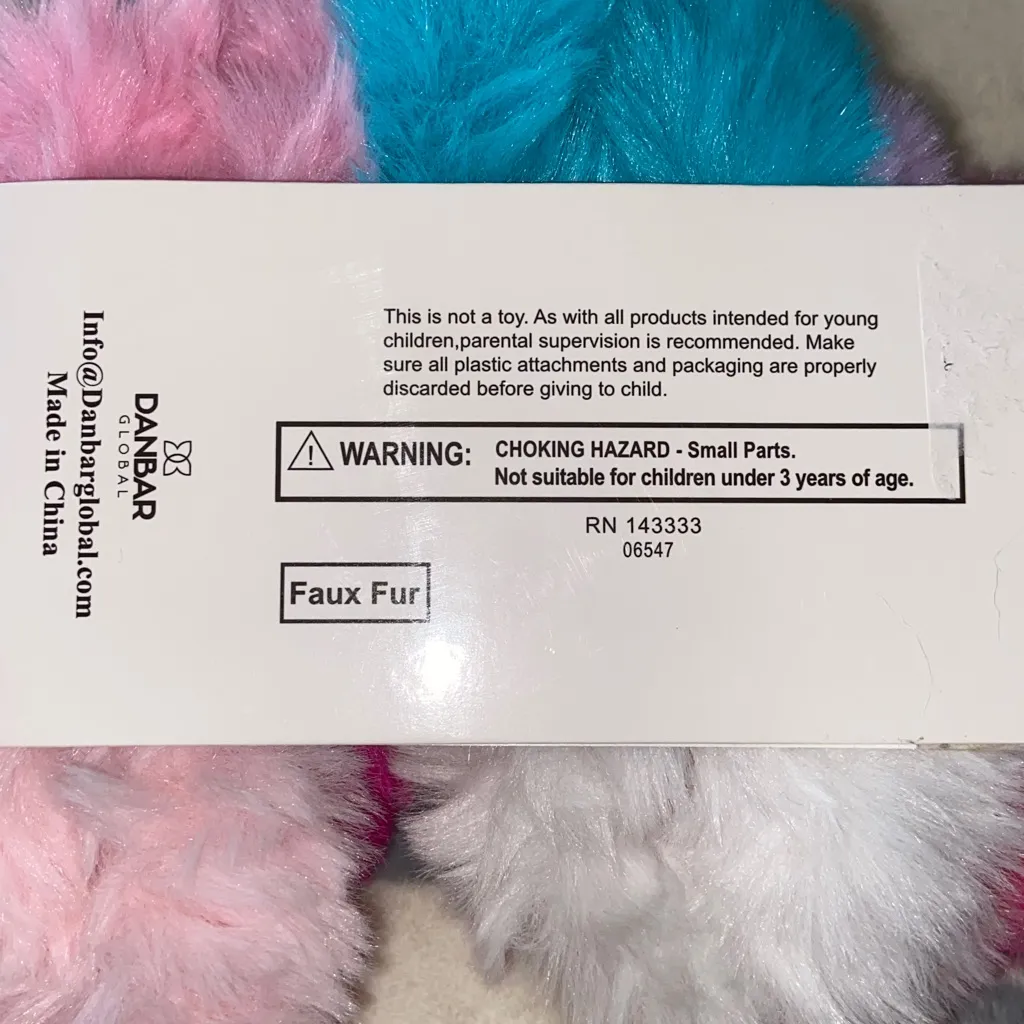 This is not a toy. As with all products intended for young
children,parental supervision is recommended. Make
sure all plastic attachments and packaging are properly
discarded before giving to child.
WARNING: CHOKING HAZARD - Small Parts.
Not suitable for children under 3 years of age.
RN 143333
06547
Faux Fur
DANBAR
GLOBAL
Info@Danbarglobal.com
Made in China